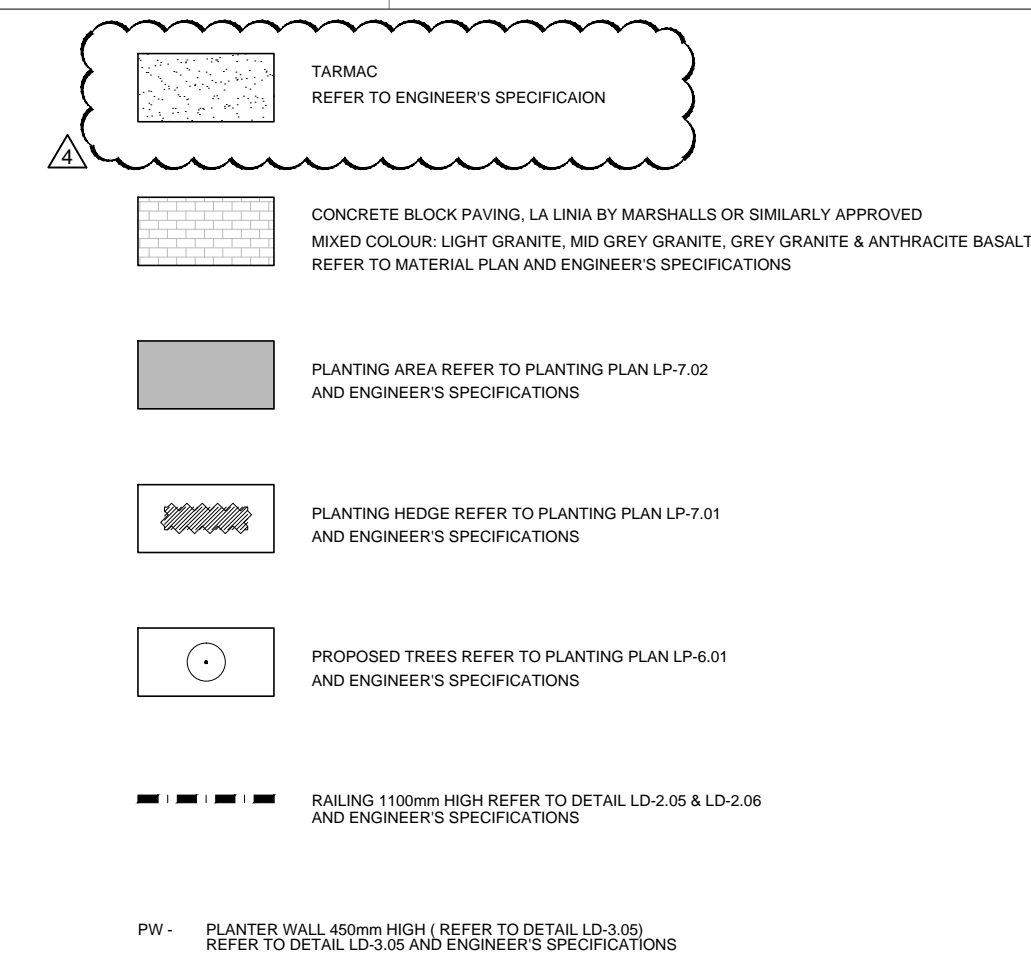 TARMAC
REFER TO ENGINEER'S SPECIFICAION
4
CONCRETE BLOCK PAVING, LA LINIA BY MARSHALLS OR SIMILARLY APPROVED
MIXED COLOUR: LIGHT GRANITE, MID GREY GRANITE, GREY GRANITE & ANTHRACITE BASALT
REFER TO MATERIAL PLAN AND ENGINEER'S SPECIFICATIONS
PLANTING AREA REFER TO PLANTING PLAN LP-7.02
AND ENGINEER'S SPECIFICATIONS
PLANTING HEDGE REFER TO PLANTING PLAN LP-7.01
AND ENGINEER'S SPECIFICATIONS
PROPOSED TREES REFER TO PLANTING PLAN LP-6.01
AND ENGINEER'S SPECIFICATIONS
RAILING 1100mm HIGH REFER TO DETAIL LD-2.05 & LD-2.06
AND ENGINEER'S SPECIFICATIONS
PW - PLANTER WALL 450mm HIGH ( REFER TO DETAIL LD-3.05)
REFER TO DETAIL LD-3.05 AND ENGINEER'S SPECIFICATIONS